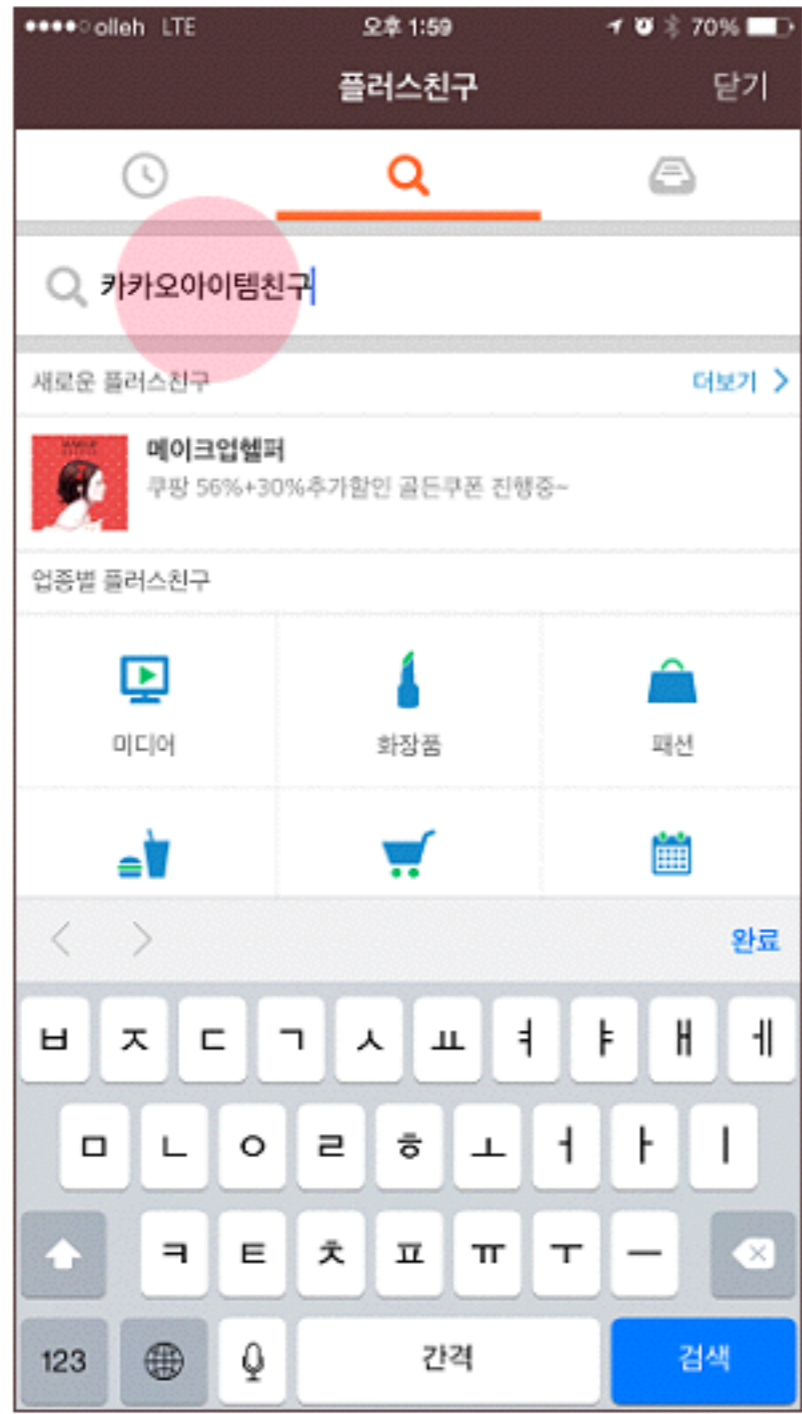 olleh LTE 오후 1:59 70%
플러스친구 닫기
카카오아이템친구
새로운 플러스친구 더보기
메이크업헬퍼
쿠팡 56%+30%추가할인 골든쿠폰 진행중~
업종별 플러스친구
미디어 화장품 패션
완료
ㅂ ㅈ ㄷ ㄱ ㅅ ㅛ ㅕ ㅑ ㅐ ㅔ
ㅁ ㄴ ㅇ ㄹ ㅎ ㅗ ㅓ ㅏ ㅣ
ㅋ ㅌ ㅊ ㅍ ㅠ ㅜ ㅡ
123 간격 검색